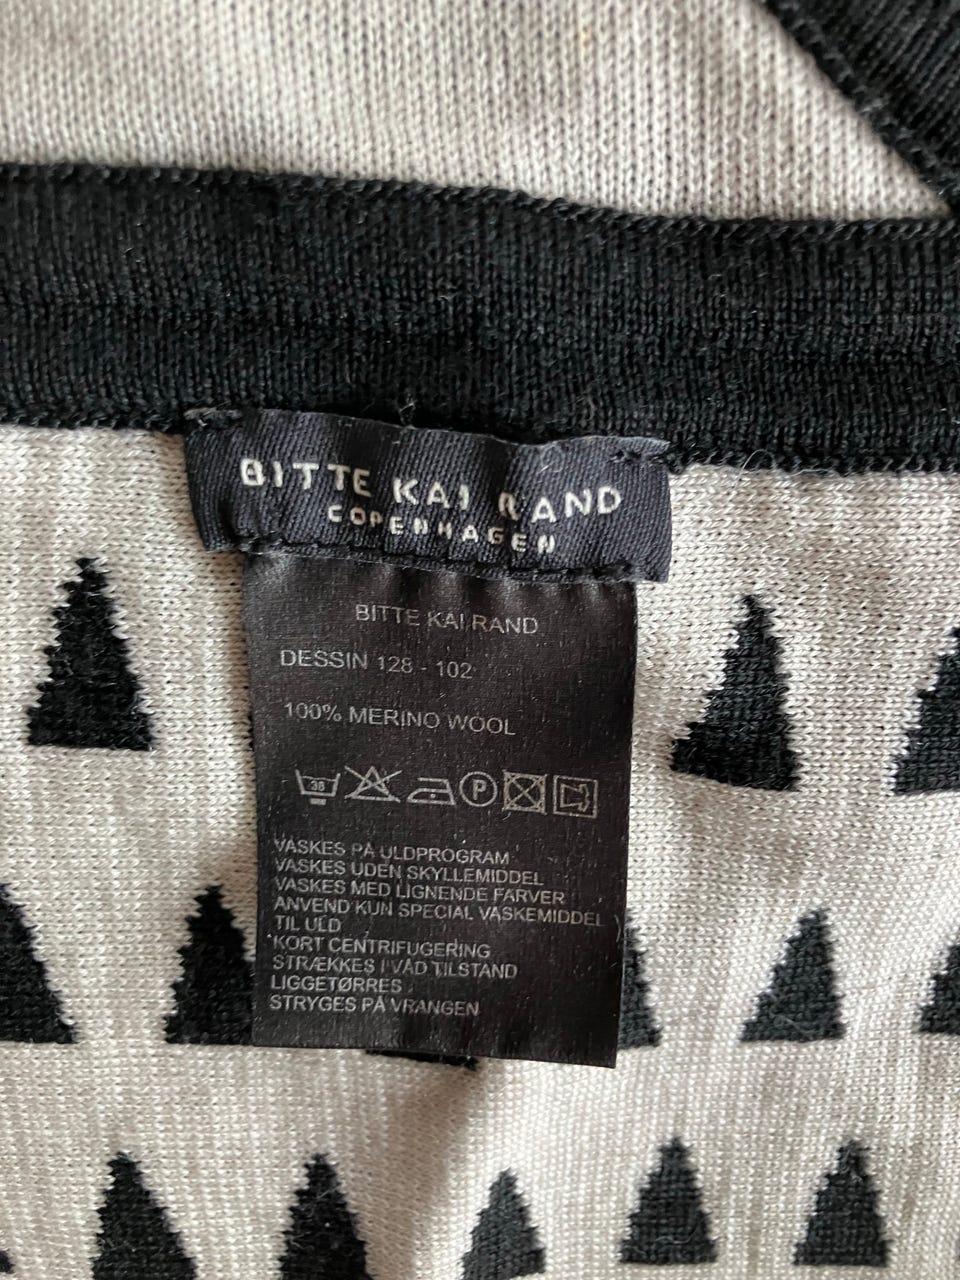 BITTE KAI RAND
COPENHAGEN
BITTE KAI RAND
DESSIN 128 - 102
100% MERINO WOOL
30 P
VASKES PÅ ULDPROGRAM
VASKES UDEN SKYLLEMIDDEL
VASKES MED LIGNENDE FARVER
ANVEND KUN SPECIAL VASKEMIDDEL
TIL ULD
KORT CENTRIFUGERING
STRÆKKES I VÅD TILSTAND
LIGGETØRRES
STRYGES PÅ VRANGEN